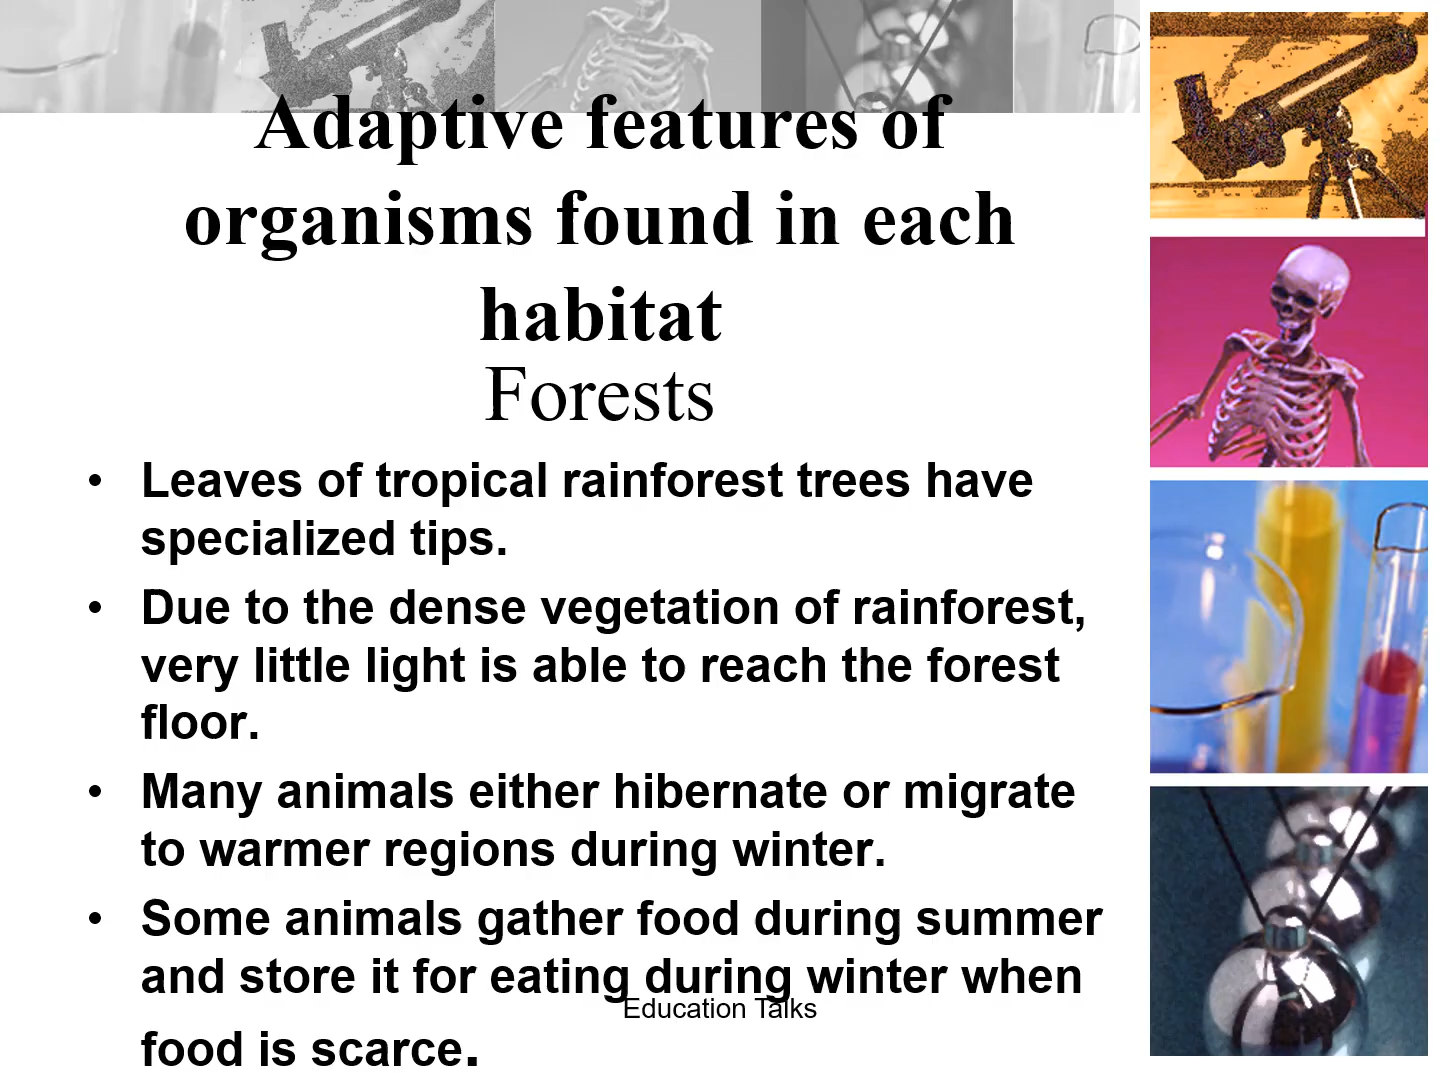 Adaptive features of
organisms found in each
habitat
Forests
• Leaves of tropical rainforest trees have
specialized tips.
• Due to the dense vegetation of rainforest,
very little light is able to reach the forest
floor.
• Many animals either hibernate or migrate
to warmer regions during winter.
• Some animals gather food during summer
and store it for eating during winter when
food is scarce.
Education Talks